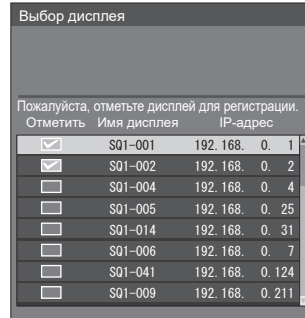 Выбор дисплея
Пожалуйста, отметьте дисплей для регистрации.
Отметить Имя дисплея IP-адрес
SQ1-001 192.168. 0. 1
SQ1-002 192.168. 0. 2
SQ1-004 192.168. 0. 4
SQ1-005 192.168. 0. 25
SQ1-014 192.168. 0. 31
SQ1-006 192.168. 0. 7
SQ1-041 192.168. 0.124
SQ1-009 192.168. 0.211